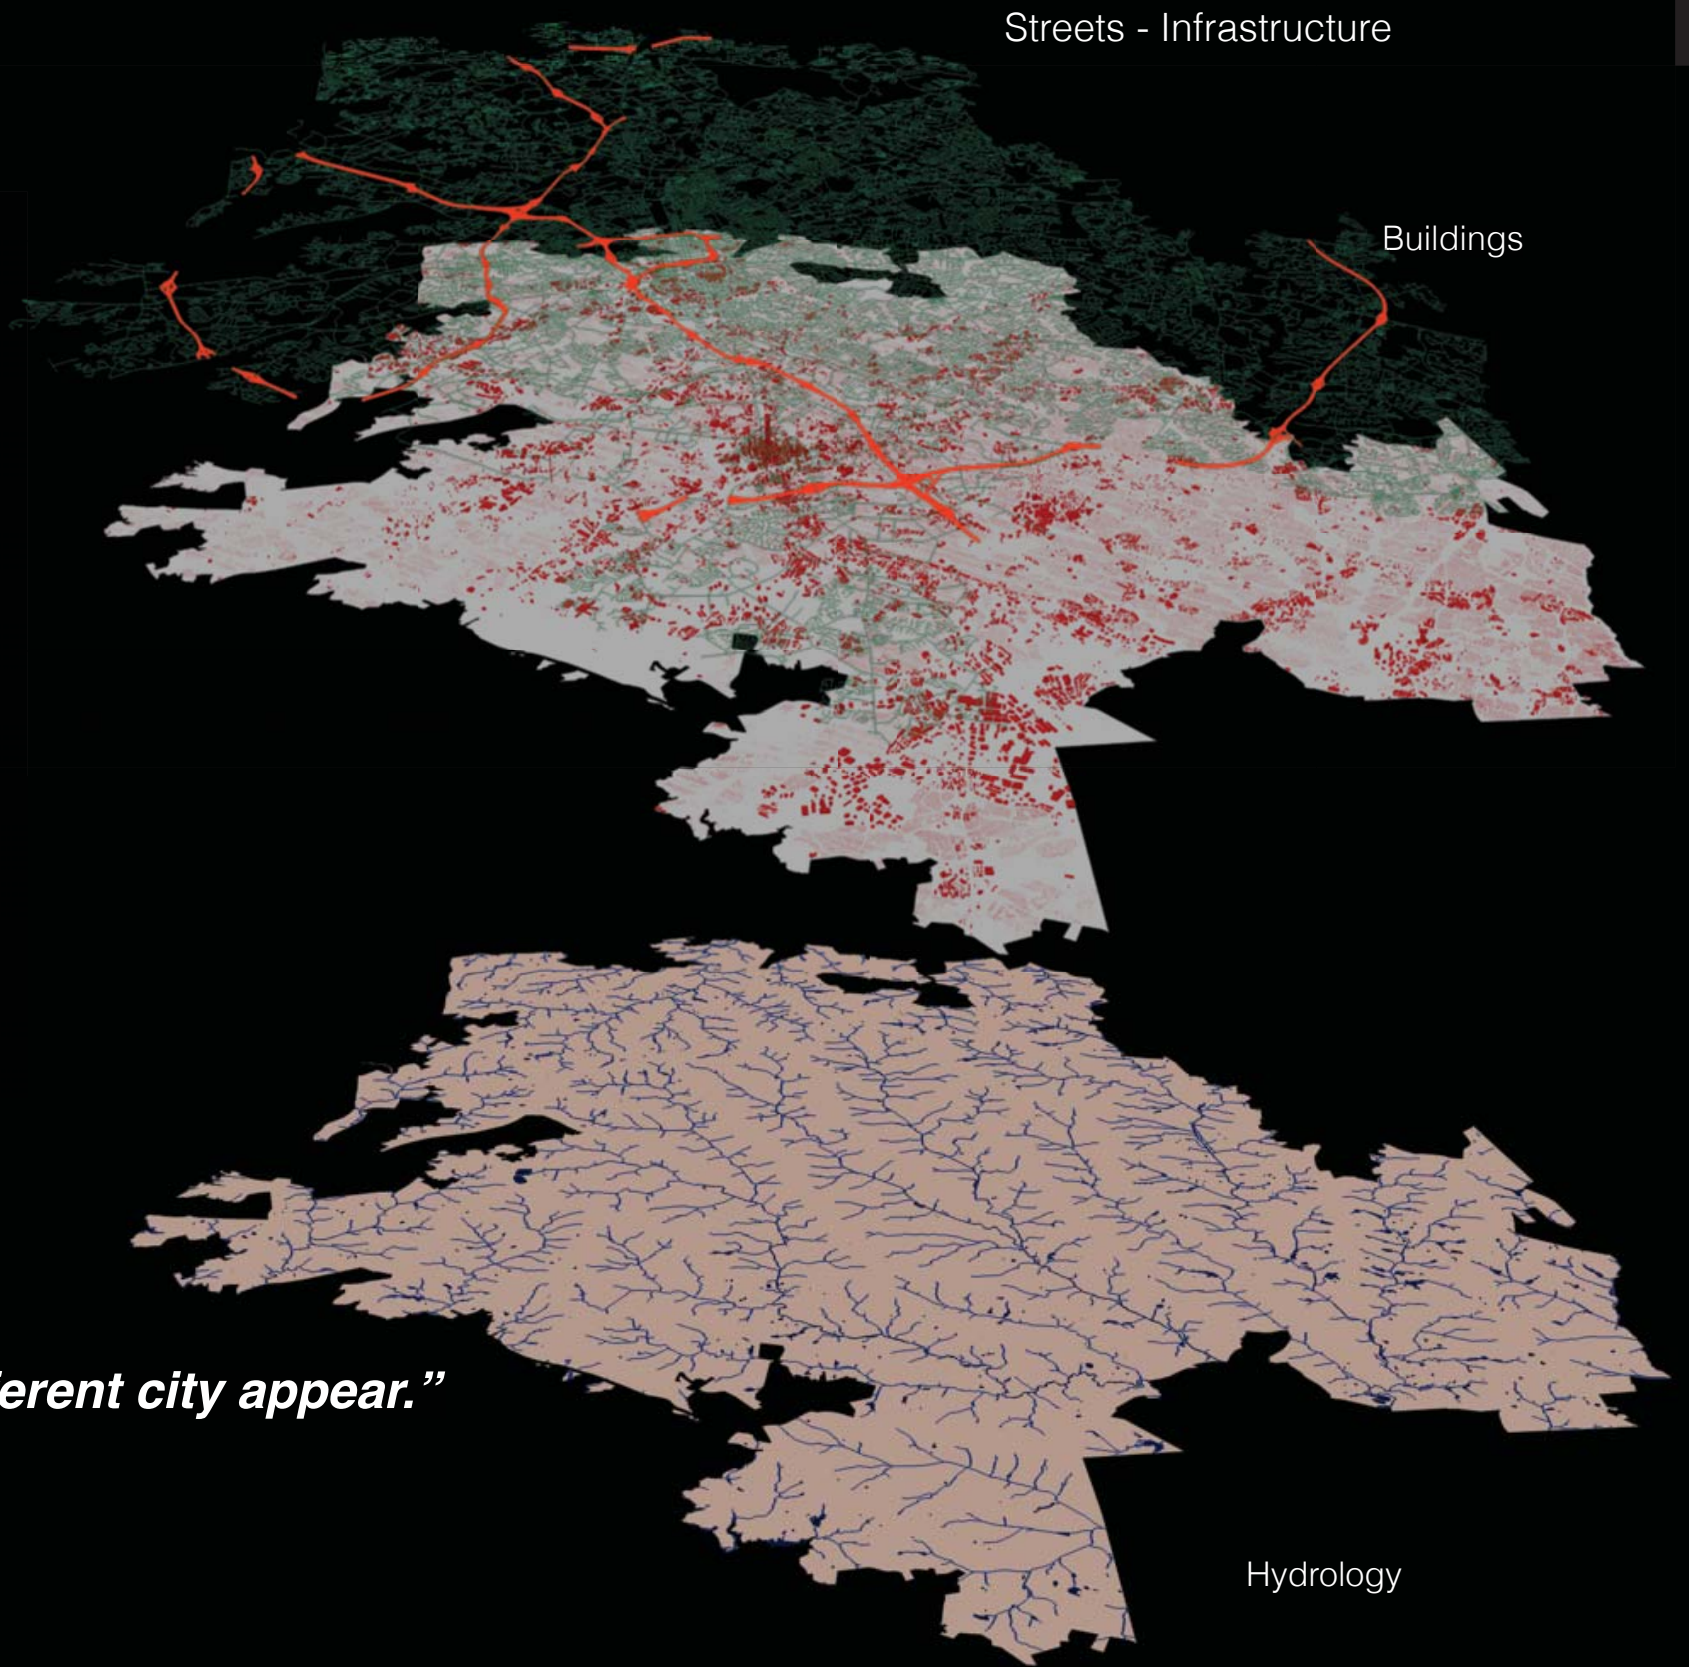 Streets - Infrastructure
Buildings
erent city appear.”
Hydrology